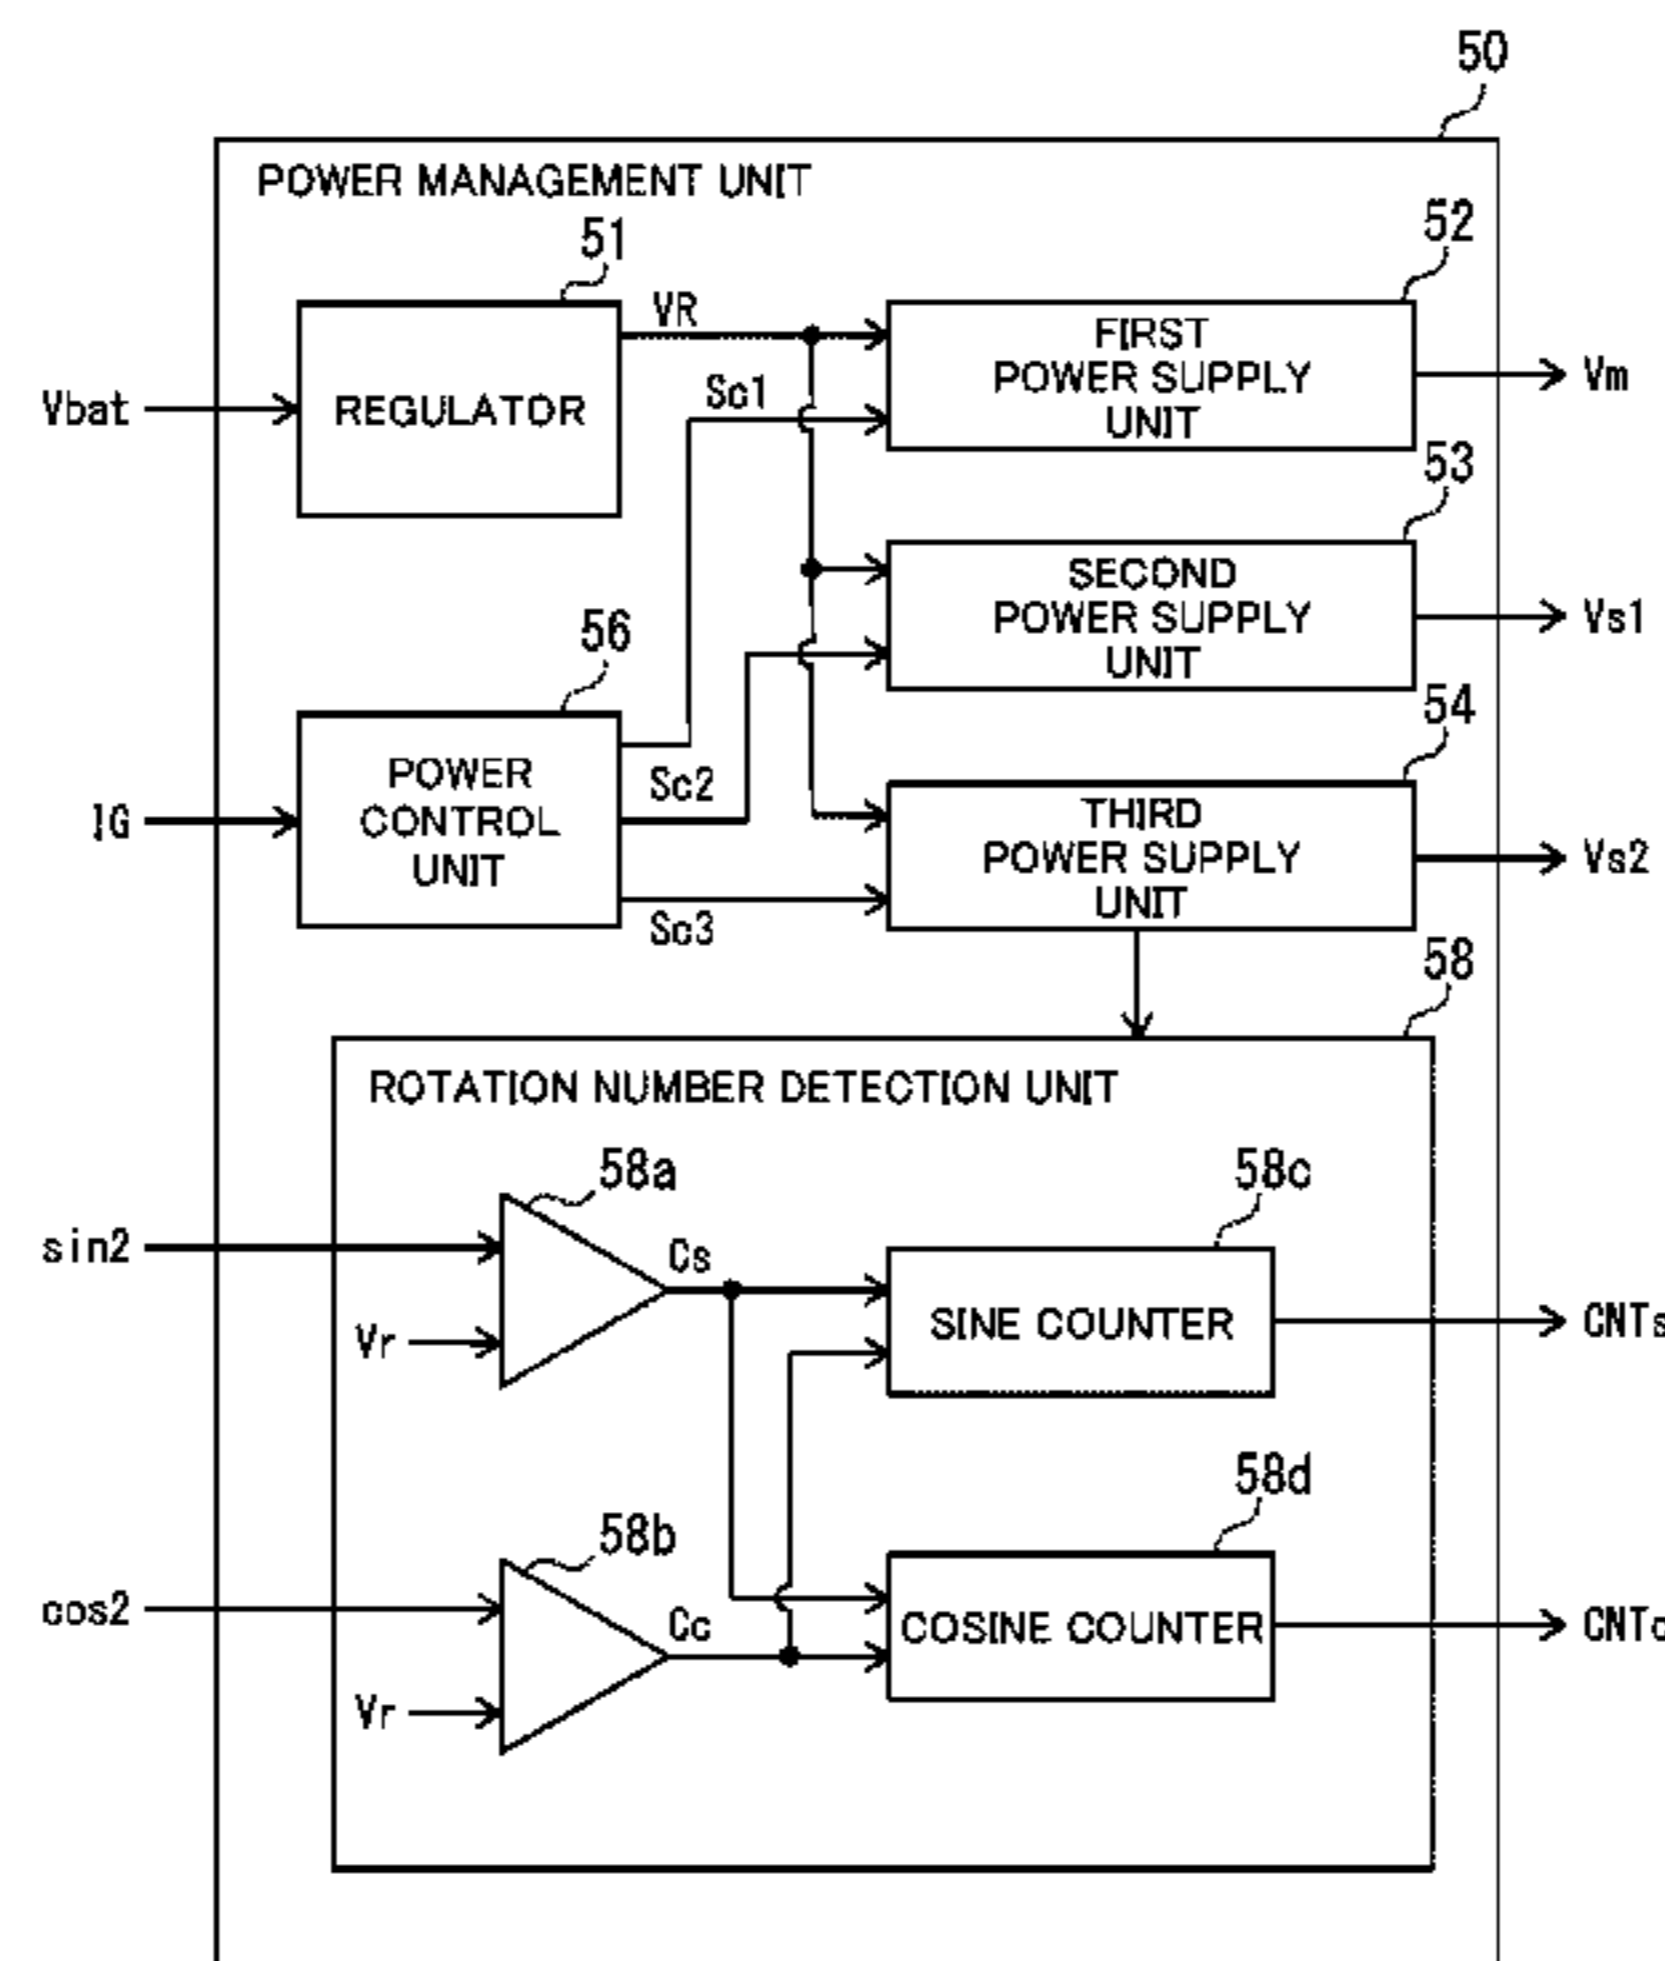 50
POWER MANAGEMENT UNIT
51
52
VR
FIRST
POWER SUPPLY
UNIT
Vm
Sc1
Vbat
REGULATOR
53
SECOND
POWER SUPPLY
UNIT
Vs1
56
54
POWER
CONTROL
UNIT
IG
Sc2
THIRD
POWER SUPPLY
UNIT
Vs2
Sc3
58
ROTATION NUMBER DETECTION UNIT
58a
58c
sin2
Cs
SINE COUNTER
CNTs
Vr
58d
58b
cos2
Cc
COSINE COUNTER
CNTc
Vr